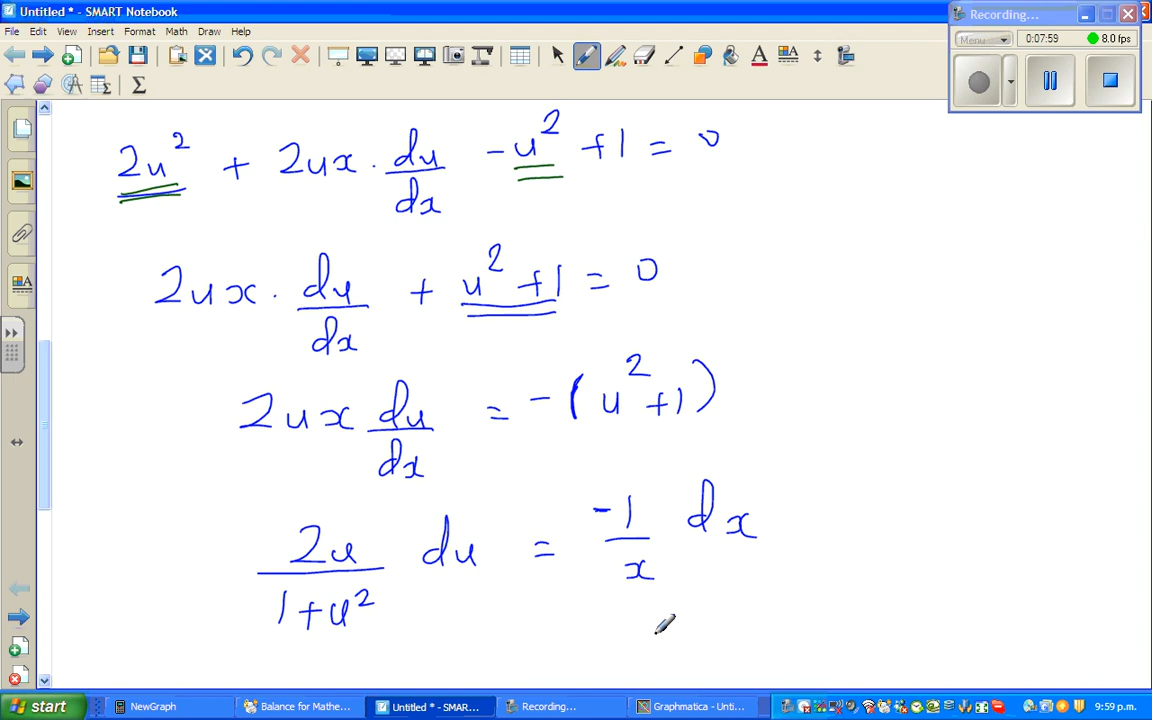 Untitled * - SMART Notebook
Recording...
File Edit View Insert Format Math Draw Help
Menu 0:07:59 8.0 fps
2u² + 2ux · du/dx - u² + 1 = 0
2ux · du/dx + u² + 1 = 0
2ux du/dx = -(u² + 1)
2u/(1+u²) du = -1/x dx
start NewGraph Balance for Mathe... Untitled * - SMAR... Recording... Graphmatica - Unti... 9:59 p.m.